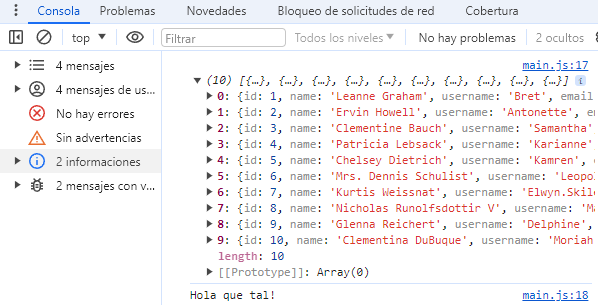 Consola Problemas Novedades Bloqueo de solicitudes de red Cobertura
top Filtrar Todos los niveles No hay problemas 2 ocultos
4 mensajes
4 mensajes de us...
No hay errores
Sin advertencias
2 informaciones
2 mensajes con v...
main.js:17
(10) [{…}, {…}, {…}, {…}, {…}, {…}, {…}, {…}, {…}, {…}] i
0: {id: 1, name: 'Leanne Graham', username: 'Bret', email
1: {id: 2, name: 'Ervin Howell', username: 'Antonette', em
2: {id: 3, name: 'Clementine Bauch', username: 'Samantha'
3: {id: 4, name: 'Patricia Lebsack', username: 'Karianne'
4: {id: 5, name: 'Chelsey Dietrich', username: 'Kamren', e
5: {id: 6, name: 'Mrs. Dennis Schulist', username: 'Leopol
6: {id: 7, name: 'Kurtis Weissnat', username: 'Elwyn.Skile
7: {id: 8, name: 'Nicholas Runolfsdottir V', username: 'Ma
8: {id: 9, name: 'Glenna Reichert', username: 'Delphine',
9: {id: 10, name: 'Clementina DuBuque', username: 'Moriah
length: 10
[[Prototype]]: Array(0)
Hola que tal! main.js:18